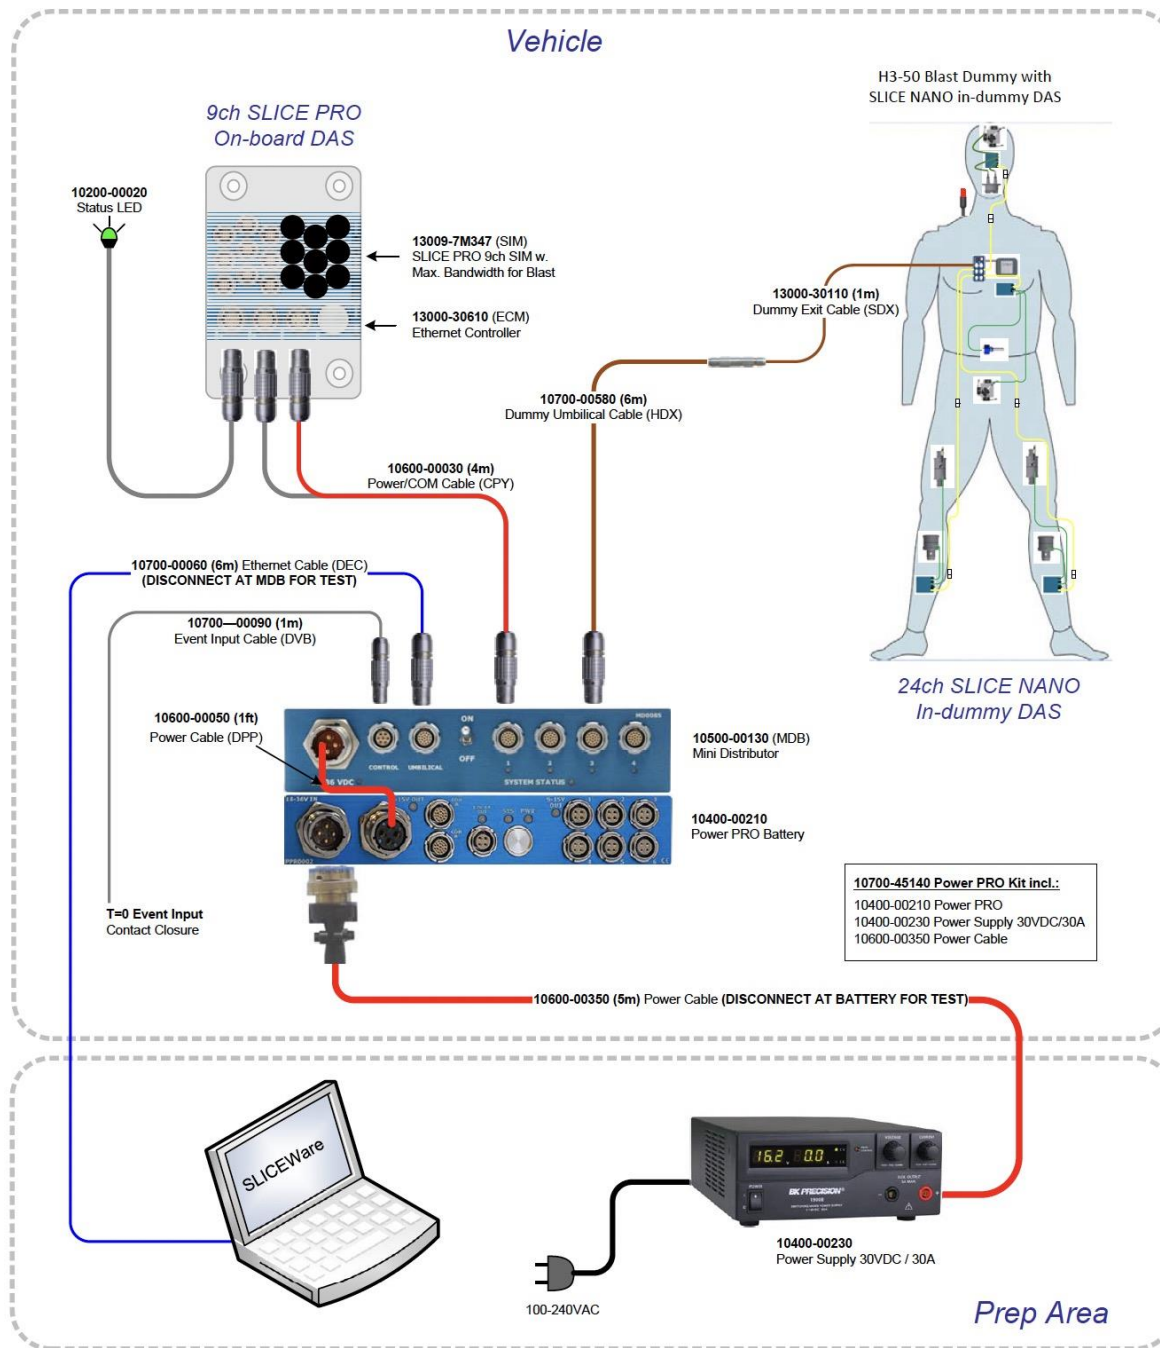 Vehicle
H3-50 Blast Dummy with
SLICE NANO in-dummy DAS
9ch SLICE PRO
On-board DAS
10200-00020
Status LED
13009-7M347 (SIM)
SLICE PRO 9ch SIM w.
Max. Bandwidth for Blast
13000-30610 (ECM)
Ethernet Controller
13000-30110 (1m)
Dummy Exit Cable (SDX)
10700-00580 (6m)
Dummy Umbilical Cable (HDX)
10600-00030 (4m)
Power/COM Cable (CPY)
10700-00060 (6m) Ethernet Cable (DEC)
(DISCONNECT AT MDB FOR TEST)
10700—00090 (1m)
Event Input Cable (DVB)
24ch SLICE NANO
In-dummy DAS
10600-00050 (1ft)
Power Cable (DPP)
ON
OFF
CONTROL
UMBILICAL
36 VDC
SYSTEM STATUS
1
2
3
4
10500-00130 (MDB)
Mini Distributor
10400-00210
Power PRO Battery
PPR0002
T=0 Event Input
Contact Closure
10700-45140 Power PRO Kit incl.:
10400-00210 Power PRO
10400-00230 Power Supply 30VDC/30A
10600-00350 Power Cable
10600-00350 (5m) Power Cable (DISCONNECT AT BATTERY FOR TEST)
SLICEWare
16.2
0.0
VOLTAGE
CURRENT
POWER
BK PRECISION
10400-00230
Power Supply 30VDC / 30A
100-240VAC
Prep Area